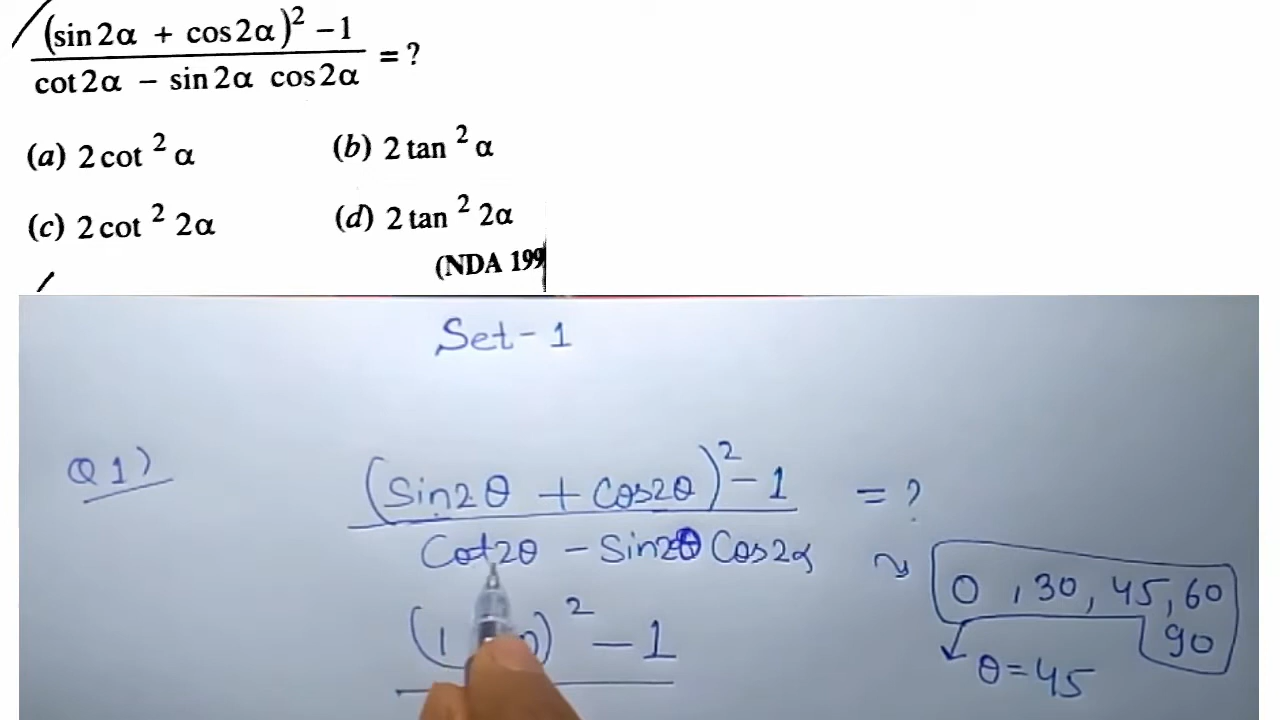 (sin 2α + cos 2α)² − 1
cot 2α − sin 2α cos 2α = ?
(a) 2 cot ² α (b) 2 tan ² α
(c) 2 cot ² 2α (d) 2 tan ² 2α
(NDA 199
Set - 1
Q 1)
(Sin2θ + Cos2θ)² - 1 = ?
Cot2θ - Sin2θ Cos2α
0, 30, 45, 60
90
θ = 45
(1 0)² - 1